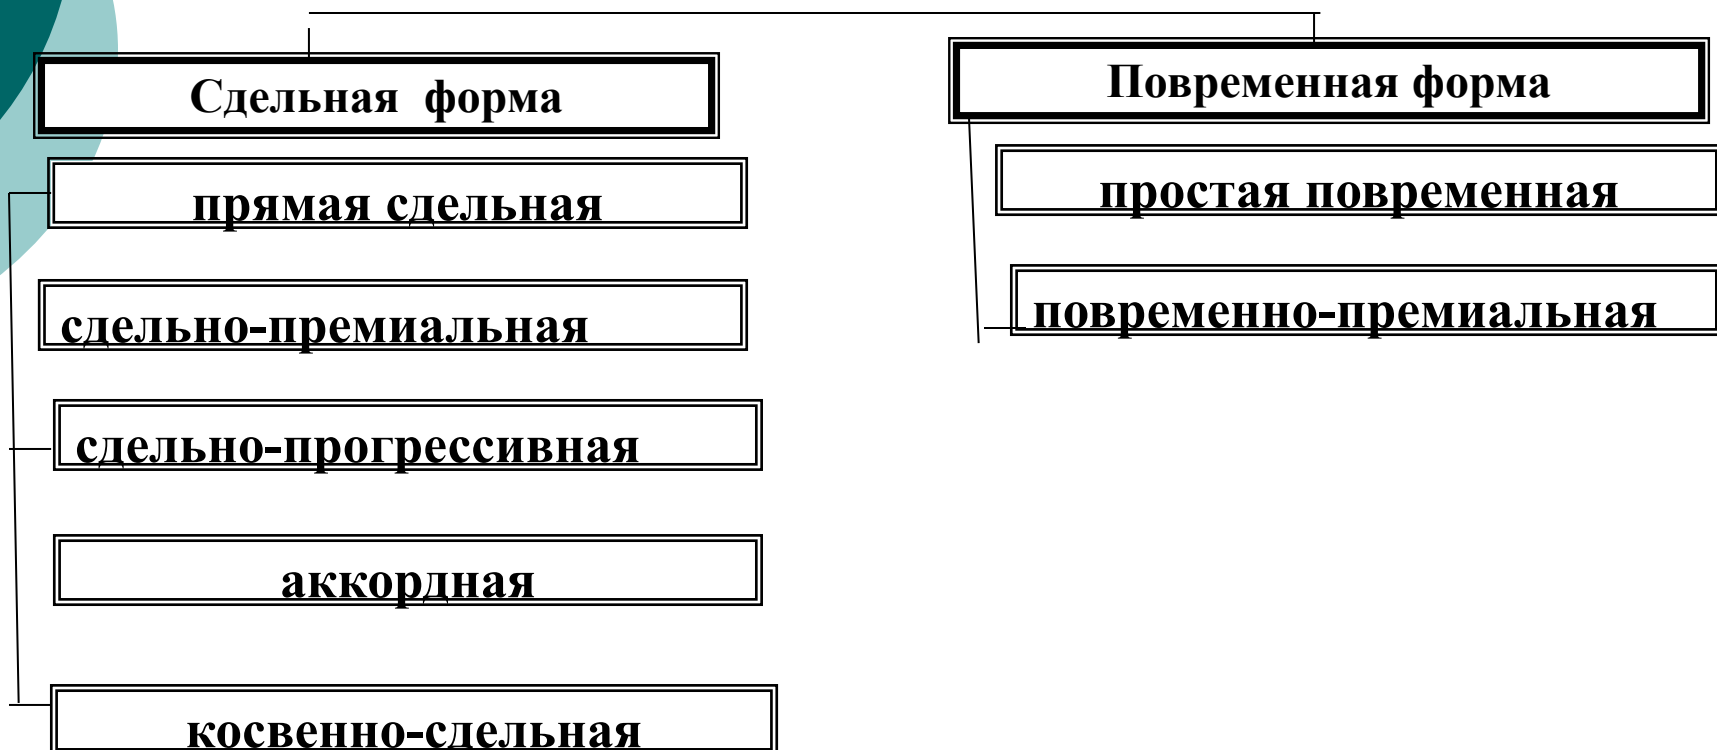 Сдельная форма
прямая сдельная
сдельно-премиальная
сдельно-прогрессивная
аккордная
косвенно-сдельная
Повременная форма
простая повременная
повременно-премиальная